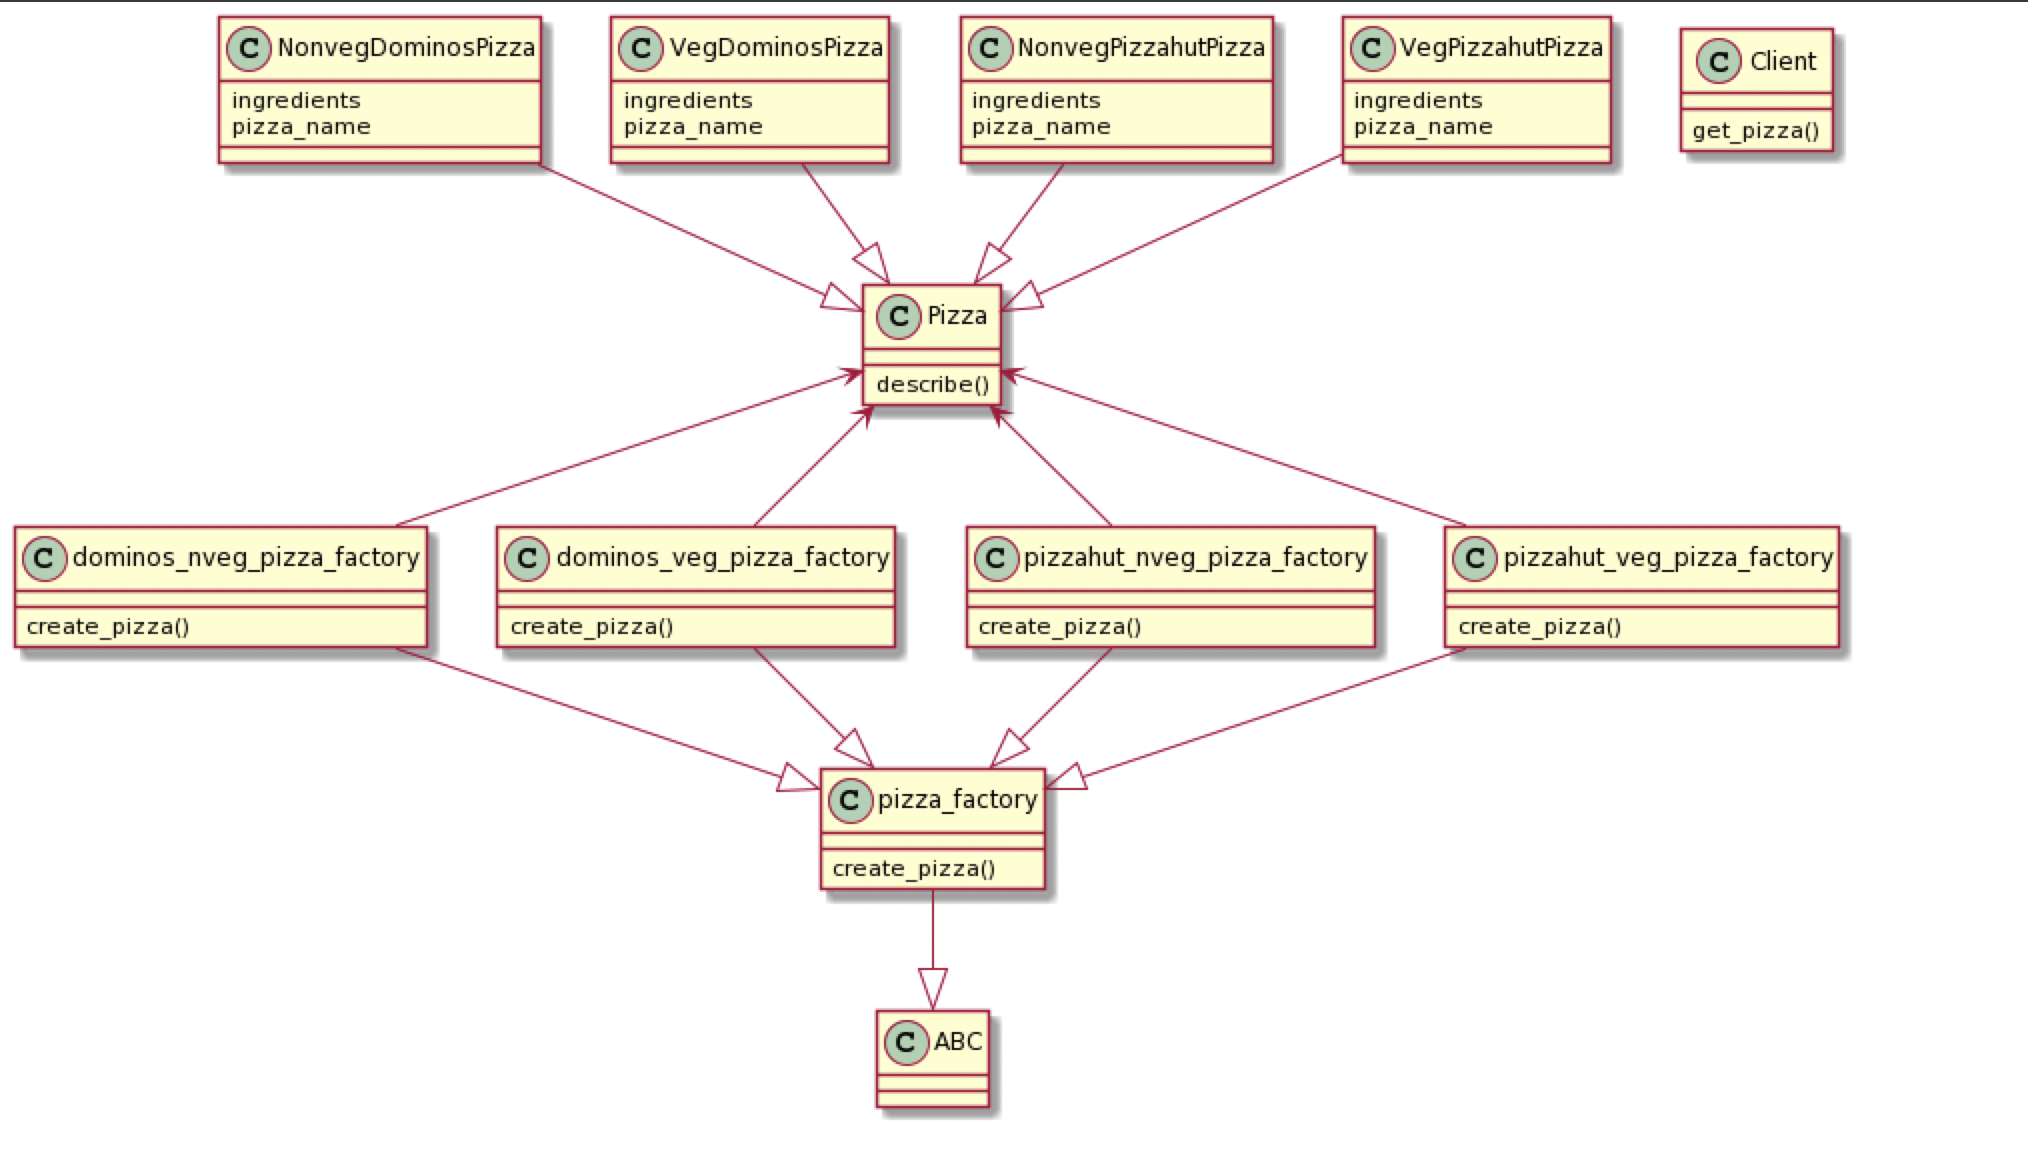 C NonvegDominosPizza
ingredients
pizza_name
C VegDominosPizza
ingredients
pizza_name
C NonvegPizzahutPizza
ingredients
pizza_name
C VegPizzahutPizza
ingredients
pizza_name
C Client
get_pizza()
C Pizza
describe()
C dominos_nveg_pizza_factory
create_pizza()
C dominos_veg_pizza_factory
create_pizza()
C pizzahut_nveg_pizza_factory
create_pizza()
C pizzahut_veg_pizza_factory
create_pizza()
C pizza_factory
create_pizza()
C ABC